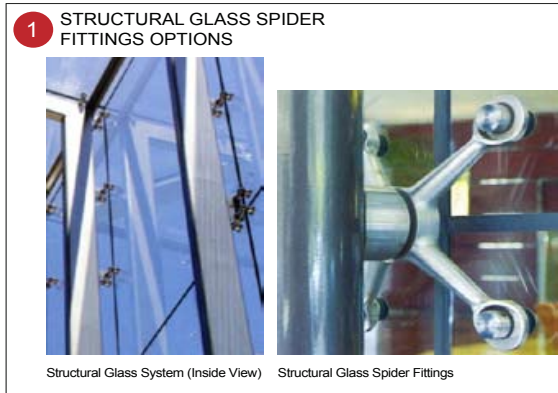 1
STRUCTURAL GLASS SPIDER
FITTINGS OPTIONS
Structural Glass System (Inside View)
Structural Glass Spider Fittings